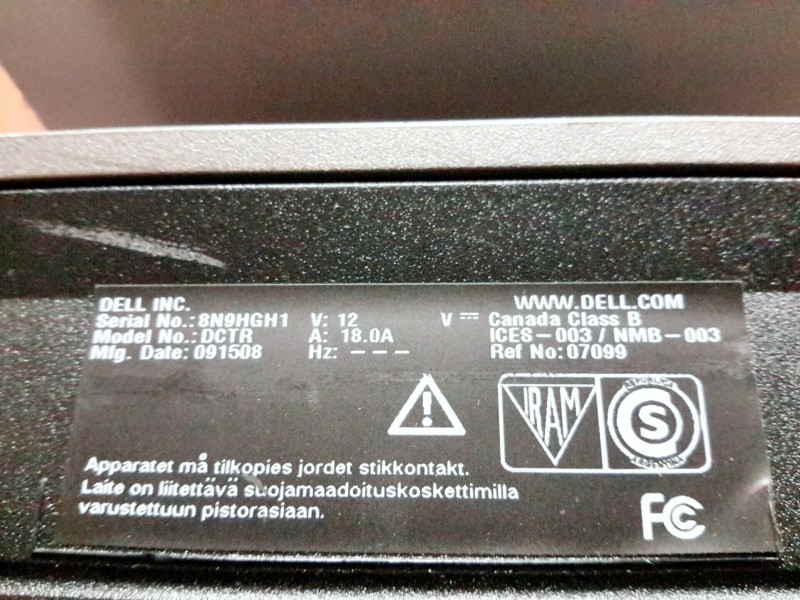 DELL INC.
Serial No.: 8N9HGH1 V: 12 V ⎓
Model No.: DCTR A: 18.0A
Mfg. Date: 091508 Hz: – – –
WWW.DELL.COM
Canada Class B
ICES-003 / NMB-003
Ref No: 07099
IRAM
S
ARGENTINA
Apparatet må tilkopies jordet stikkontakt.
Laite on liitettävä suojamaadoituskoskettimilla
varustettuun pistorasiaan.
FC